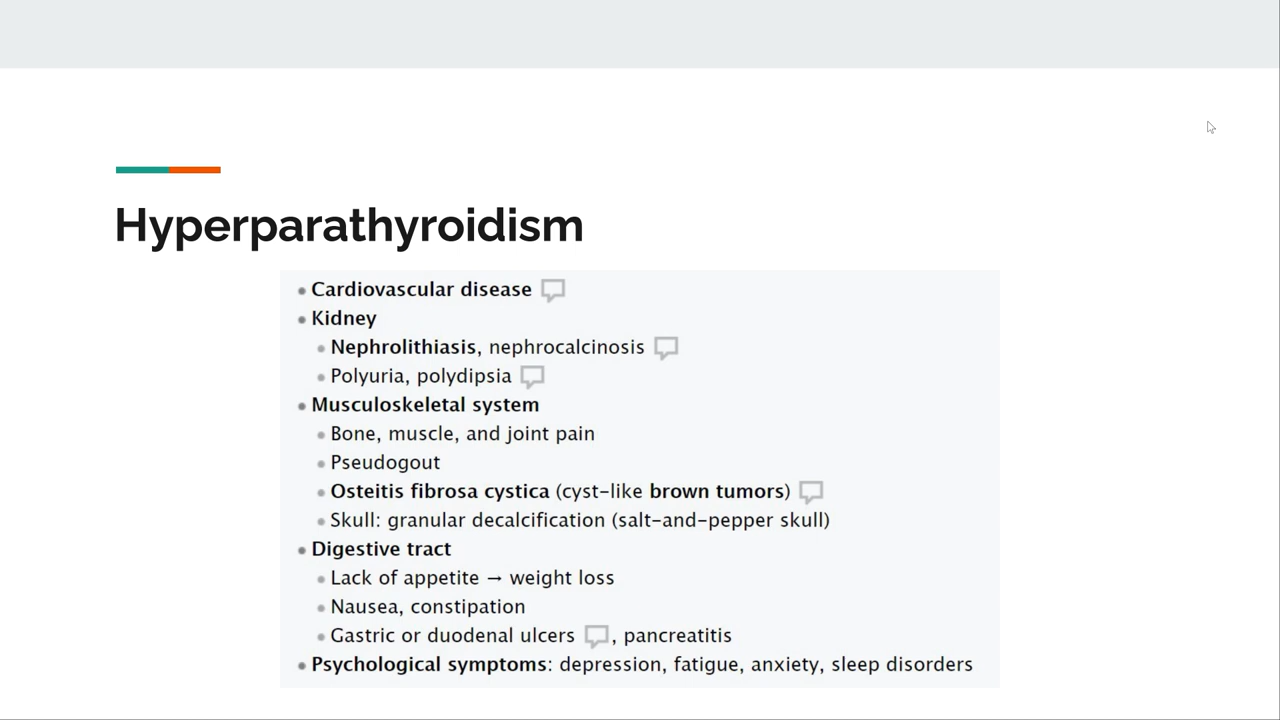 Hyperparathyroidism
• Cardiovascular disease
• Kidney
• Nephrolithiasis, nephrocalcinosis
• Polyuria, polydipsia
• Musculoskeletal system
• Bone, muscle, and joint pain
• Pseudogout
• Osteitis fibrosa cystica (cyst-like brown tumors)
• Skull: granular decalcification (salt-and-pepper skull)
• Digestive tract
• Lack of appetite → weight loss
• Nausea, constipation
• Gastric or duodenal ulcers , pancreatitis
• Psychological symptoms: depression, fatigue, anxiety, sleep disorders